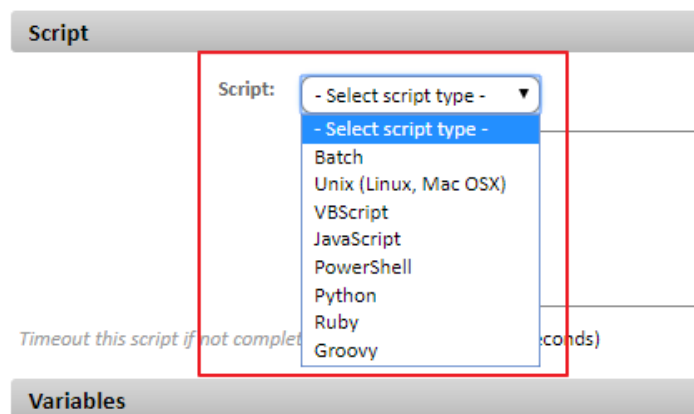 Script
Script:
- Select script type -
- Select script type -
Batch
Unix (Linux, Mac OSX)
VBScript
JavaScript
PowerShell
Python
Ruby
Timeout this script if not complet
conds)
Groovy
Variables